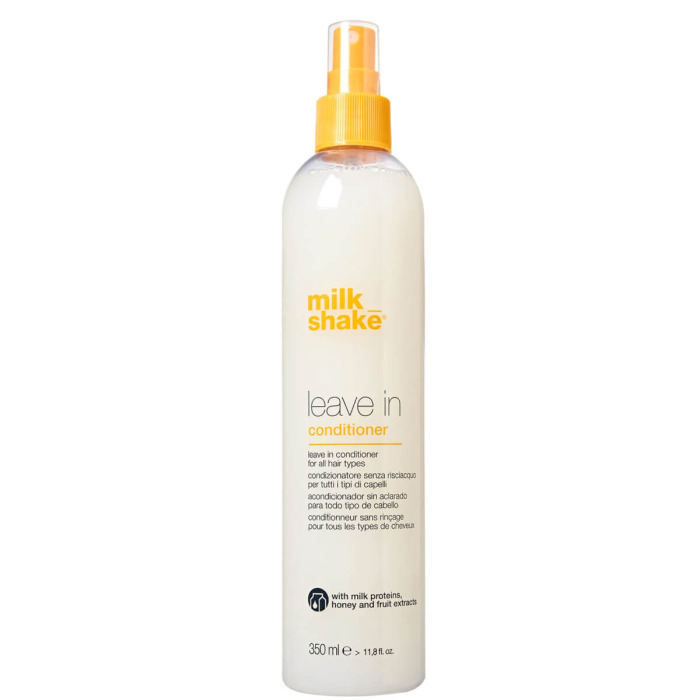 milk
shakē®
leave in
conditioner
leave in conditioner
for all hair types
condizionatore senza risciacquo
per tutti i tipi di capelli
acondicionador sin aclarado
para todo tipo de cabello
conditionneur sans rinçage
pour tous les types de cheveux
with milk proteins,
honey and fruit extracts
350 ml ℮ > 11,8 fl. oz.